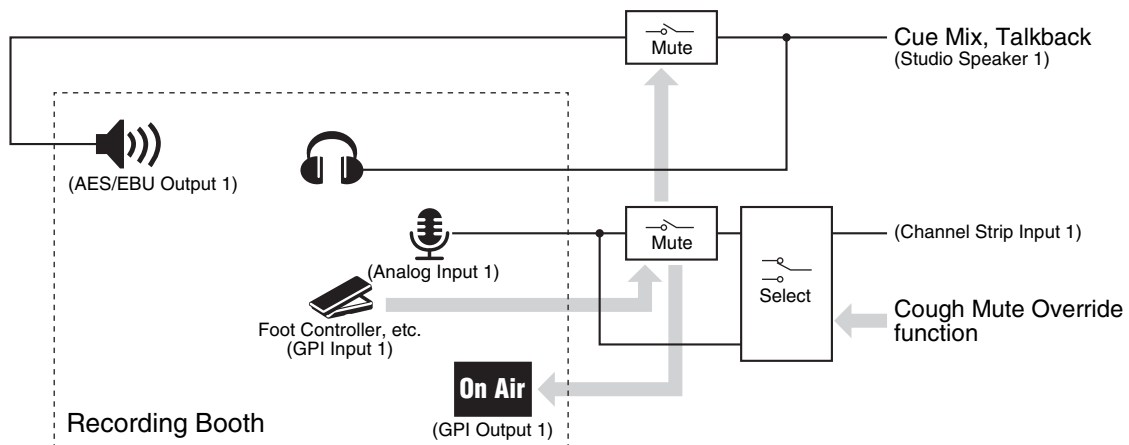 Mute
Cue Mix, Talkback
(Studio Speaker 1)
(AES/EBU Output 1)
Mute
(Channel Strip Input 1)
(Analog Input 1)
Select
Cough Mute Override
function
Foot Controller, etc.
(GPI Input 1)
On Air
Recording Booth
(GPI Output 1)